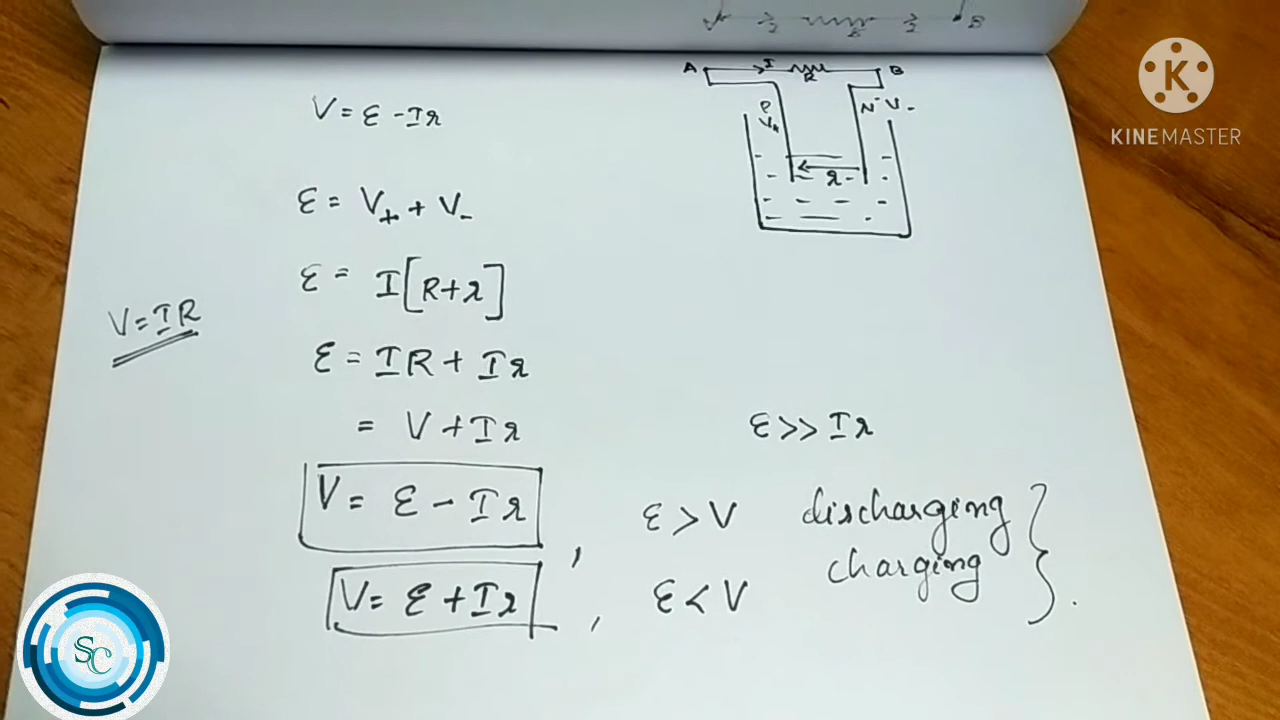 A I R B
P V+ N- V-
r
KINEMASTER
V = ε - Ir
ε = V+ + V-
ε = I[R+r]
V = IR
ε = IR + Ir
= V + Ir
ε >> Ir
V = ε - Ir , ε > V discharging
V = ε + Ir , ε < V charging
SC